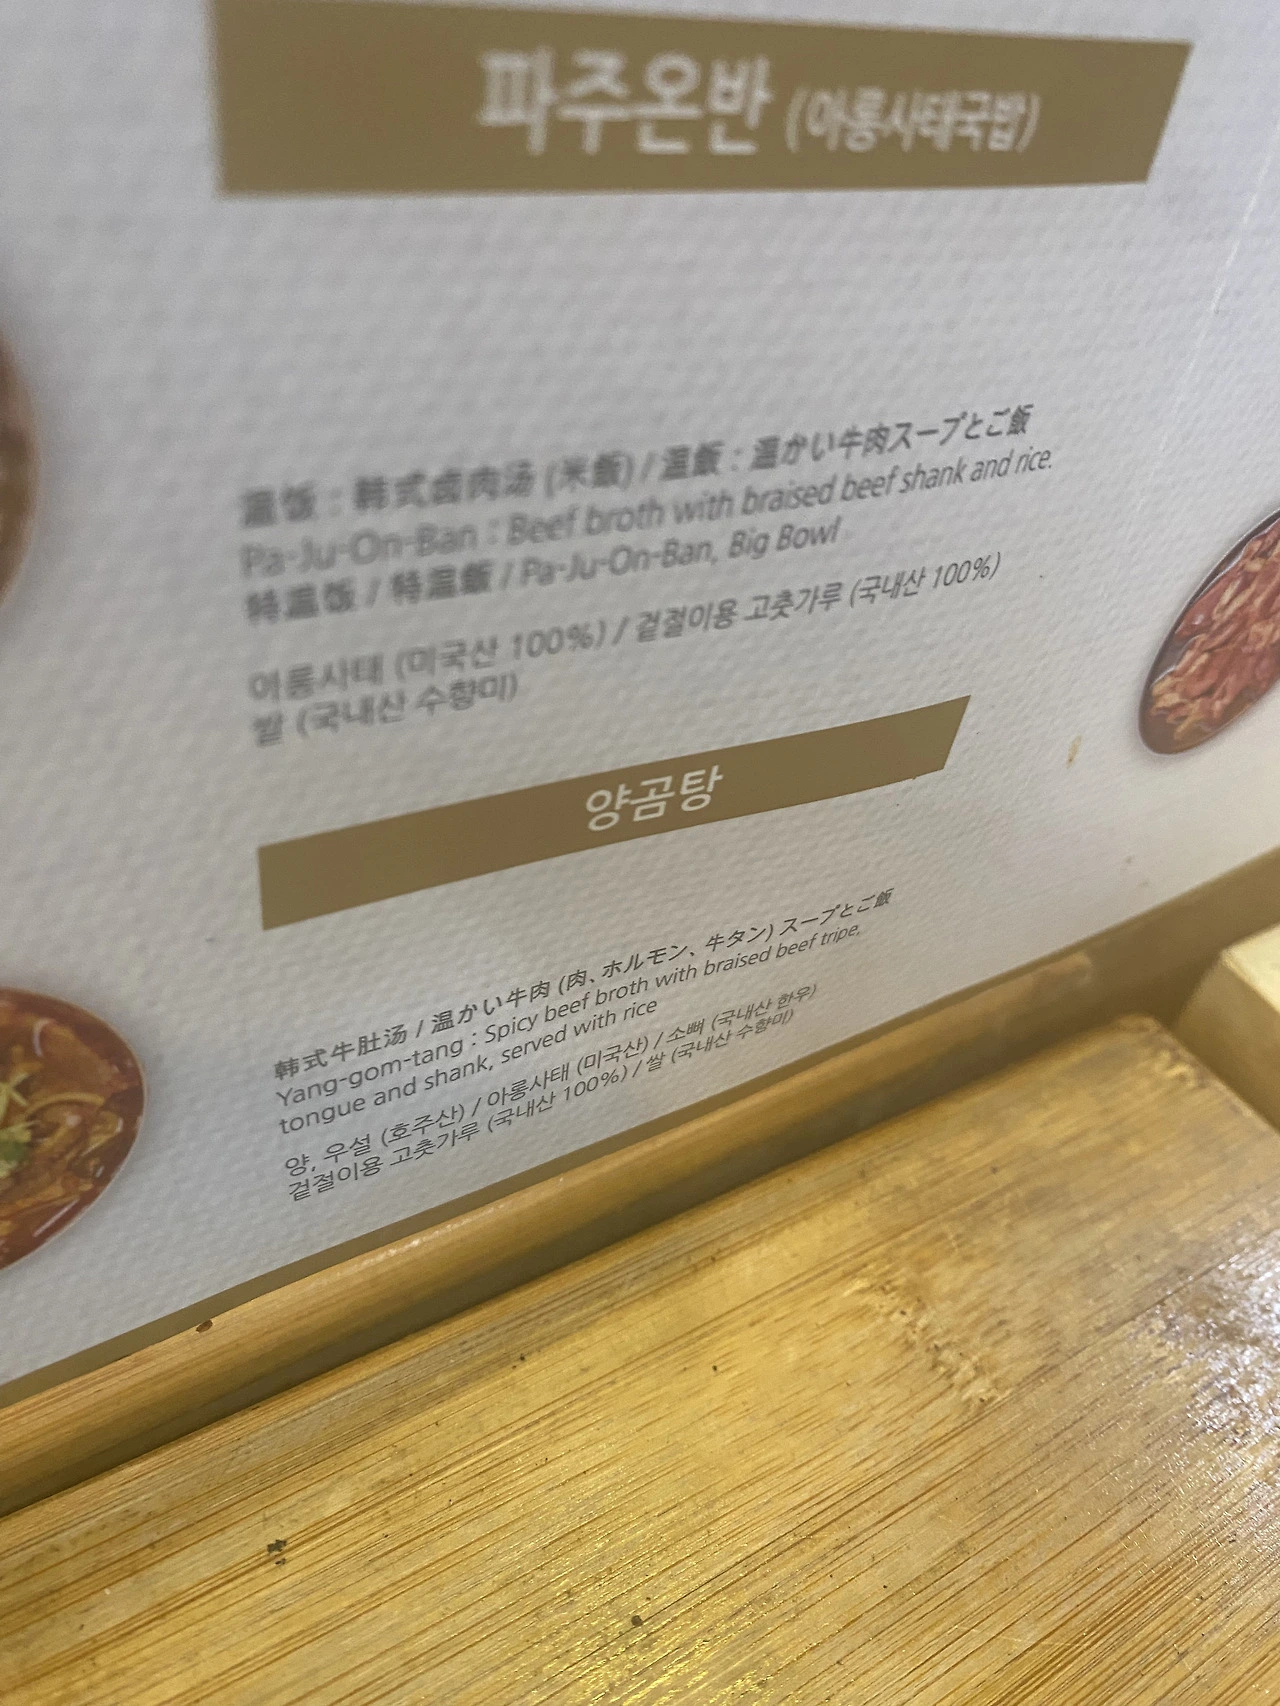 파주온반 (아롱사태국밥)
温饭 : 韩式卤肉汤 (米飯) / 温飯 : 温かい牛肉スープとご飯
Pa-Ju-On-Ban : Beef broth with braised beef shank and rice.
特温饭 / 特温飯 / Pa-Ju-On-Ban, Big Bowl
아롱사태 (미국산 100%) / 겉절이용 고춧가루 (국내산 100%)
쌀 (국내산 수향미)
양곰탕
韩式牛肚汤 / 温かい牛肉 (肉、ホルモン、牛タン) スープとご飯
Yang-gom-tang : Spicy beef broth with braised beef tripe,
tongue and shank, served with rice
양, 우설 (호주산) / 아롱사태 (미국산) / 소뼈 (국내산 한우)
겉절이용 고춧가루 (국내산 100%) / 쌀 (국내산 수향미)